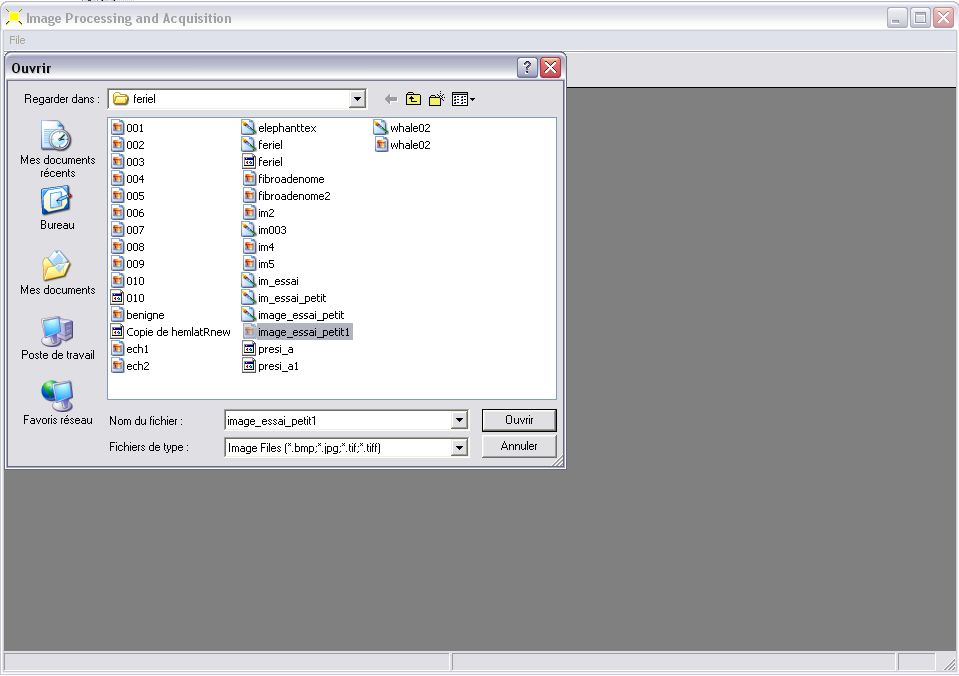 Image Processing and Acquisition
File
Ouvrir
Regarder dans :
feriel
Mes documents
récents
Bureau
Mes documents
Poste de travail
Favoris réseau
001
002
003
004
005
006
007
008
009
010
010
benigne
Copie de hemlatRnew
ech1
ech2
elephanttex
feriel
feriel
fibroadenome
fibroadenome2
im2
im003
im4
im5
im_essai
im_essai_petit
image_essai_petit
image_essai_petit1
presi_a
presi_a1
whale02
whale02
Nom du fichier :
image_essai_petit1
Ouvrir
Fichiers de type :
Image Files (*.bmp;*.jpg;*.tif;*.tiff)
Annuler